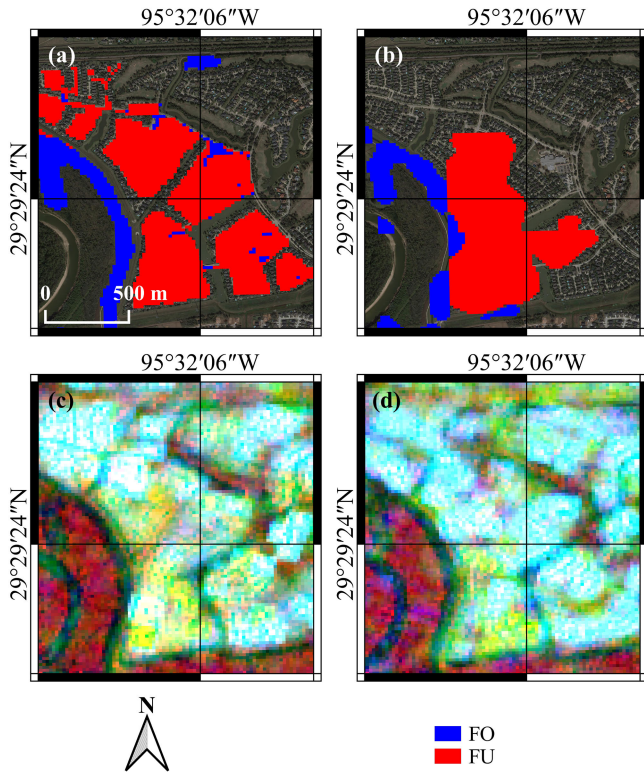 95°32′06″W 95°32′06″W
(a) (b)
29°29′24″N 29°29′24″N
0 500 m
95°32′06″W 95°32′06″W
(c) (d)
29°29′24″N 29°29′24″N
N
FO
FU